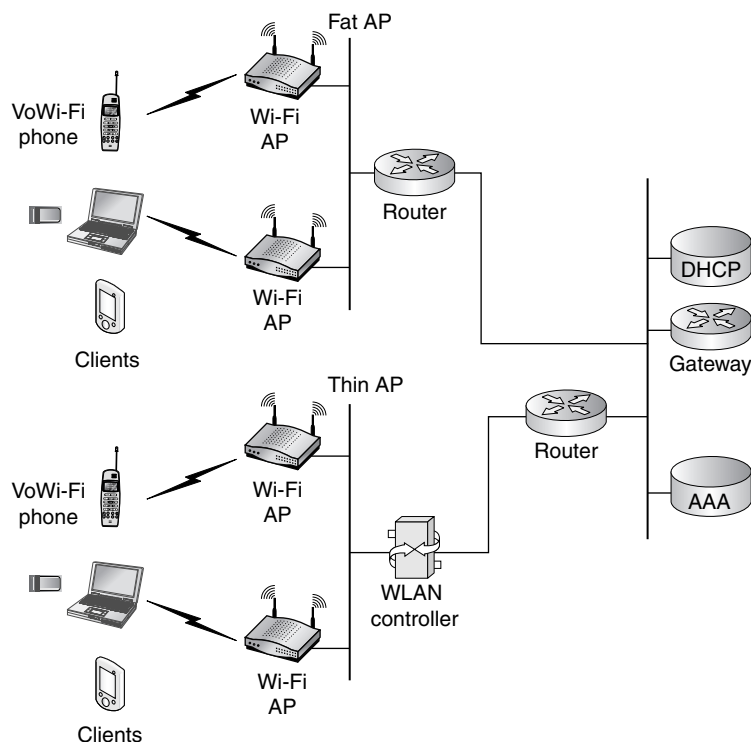 Fat AP
VoWi-Fi
phone
Wi-Fi
AP
Router
Wi-Fi
AP
Clients
DHCP
Gateway
Thin AP
VoWi-Fi
phone
Wi-Fi
AP
Router
AAA
WLAN
controller
Wi-Fi
AP
Clients